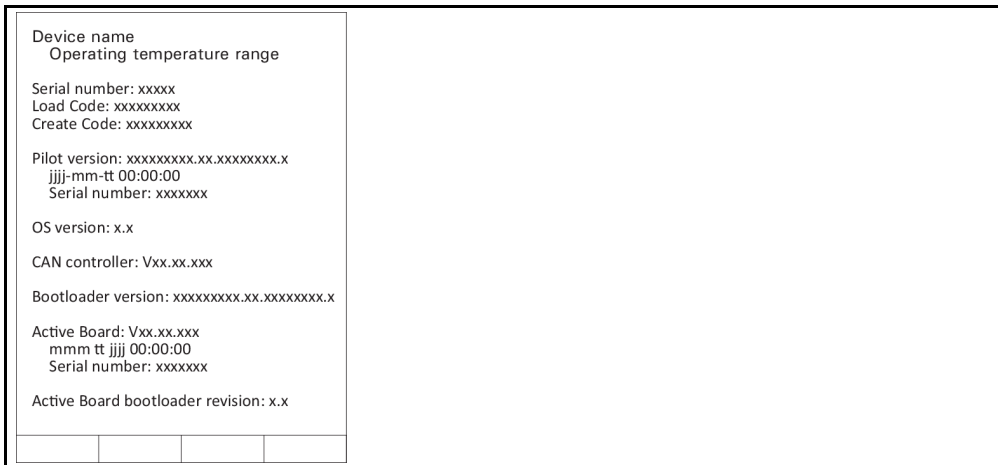 Device name
Operating temperature range
Serial number: xxxxx
Load Code: xxxxxxxxx
Create Code: xxxxxxxxx
Pilot version: xxxxxxxxx.xx.xxxxxxxx.x
jjjj-mm-tt 00:00:00
Serial number: xxxxxxx
OS version: x.x
CAN controller: Vxx.xx.xxx
Bootloader version: xxxxxxxxx.xx.xxxxxxxx.x
Active Board: Vxx.xx.xxx
mmm tt jjjj 00:00:00
Serial number: xxxxxxx
Active Board bootloader revision: x.x